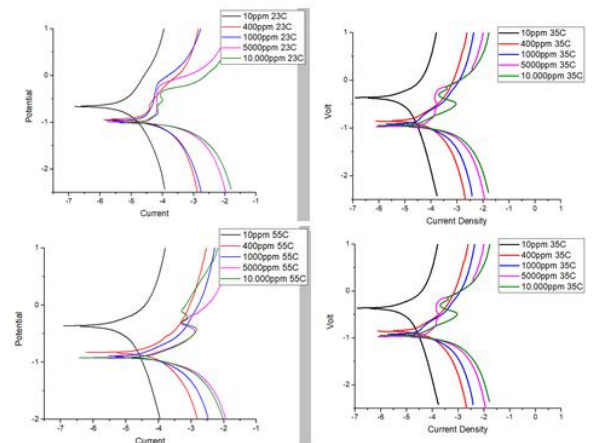 10ppm 23C
400ppm 23C
1000ppm 23C
5000ppm 23C
10.000ppm 23C
1
0
-1
-2
Potential
-7 -6 -5 -4 -3 -2 -1
Current
10ppm 35C
400ppm 35C
1000ppm 35C
5000ppm 35C
10.000ppm 35C
1
0
-1
-2
Volt
-7 -6 -5 -4 -3 -2 -1 0 1
Current Density
10ppm 55C
400ppm 55C
1000ppm 55C
5000ppm 55C
10.000ppm 55C
1
0
-1
-2
Potential
-7 -6 -5 -4 -3 -2 -1
Current
10ppm 35C
400ppm 35C
1000ppm 35C
5000ppm 35C
10.000ppm 35C
1
0
-1
-2
Volt
-7 -6 -5 -4 -3 -2 -1 0 1
Current Density